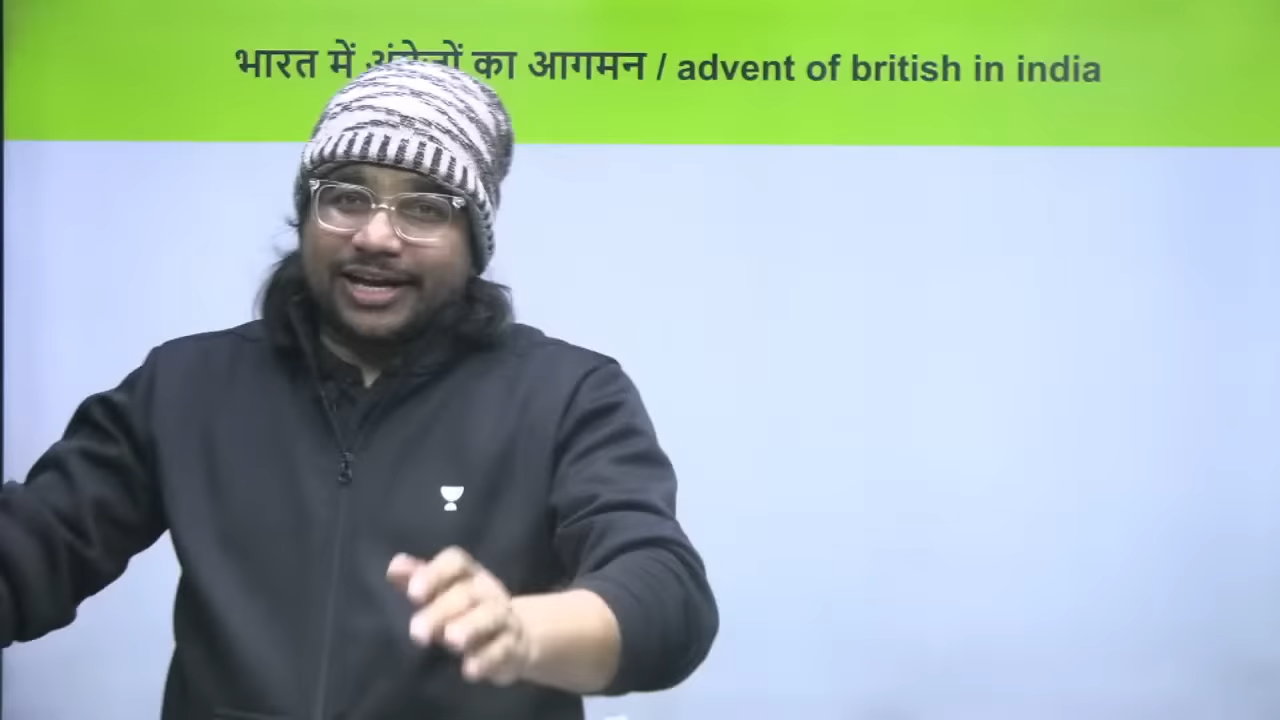 भारत में अंग्रेजों का आगमन / advent of british in india